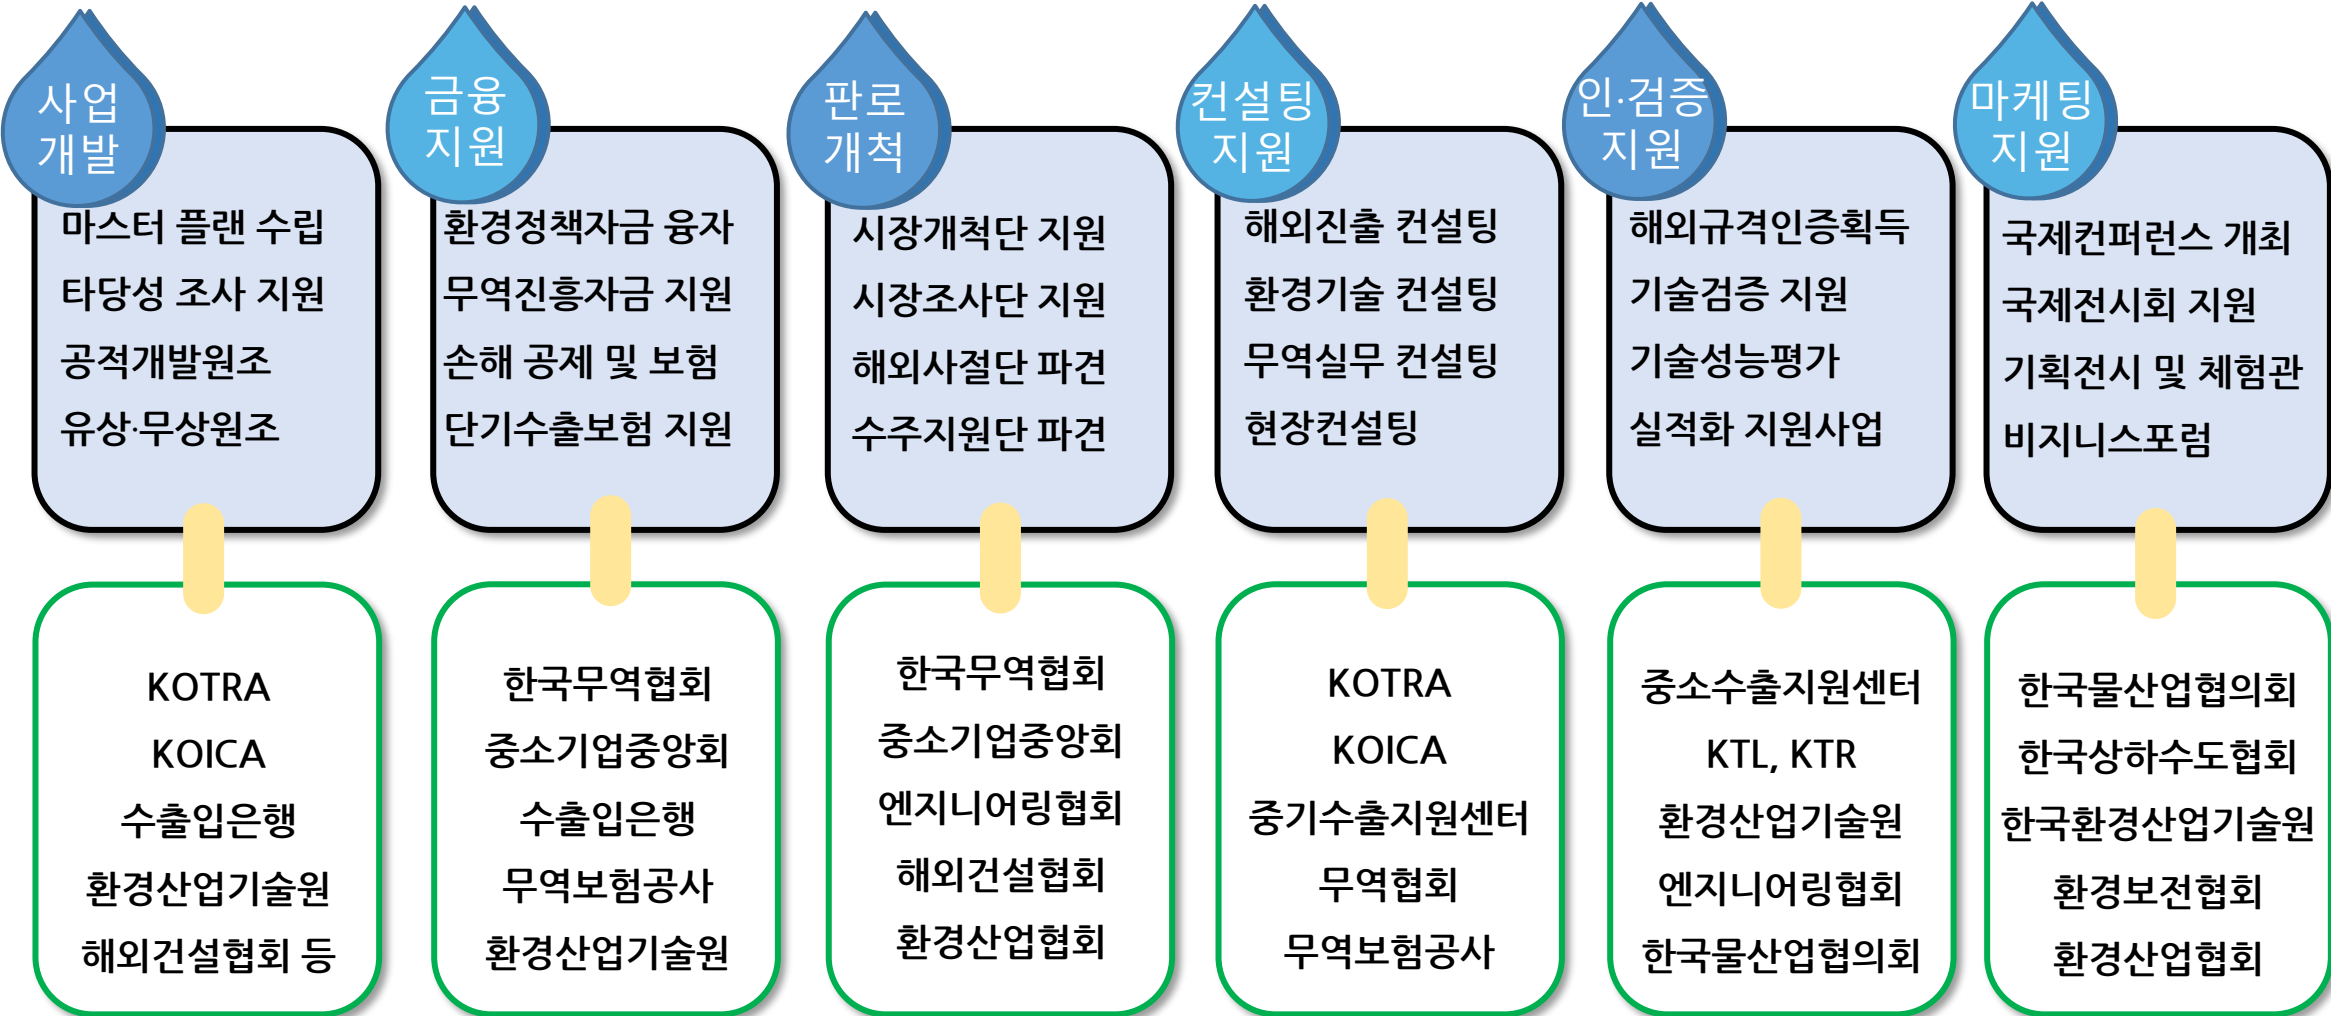 사업
개발
마스터 플랜 수립
타당성 조사 지원
공적개발원조
유상·무상원조
KOTRA
KOICA
수출입은행
환경산업기술원
해외건설협회 등
금융
지원
환경정책자금 융자
무역진흥자금 지원
손해 공제 및 보험
단기수출보험 지원
한국무역협회
중소기업중앙회
수출입은행
무역보험공사
환경산업기술원
판로
개척
시장개척단 지원
시장조사단 지원
해외사절단 파견
수주지원단 파견
한국무역협회
중소기업중앙회
엔지니어링협회
해외건설협회
환경산업협회
컨설팅
지원
해외진출 컨설팅
환경기술 컨설팅
무역실무 컨설팅
현장컨설팅
KOTRA
KOICA
중기수출지원센터
무역협회
무역보험공사
인·검증
지원
해외규격인증획득
기술검증 지원
기술성능평가
실적화 지원사업
중소수출지원센터
KTL, KTR
환경산업기술원
엔지니어링협회
한국물산업협의회
마케팅
지원
국제컨퍼런스 개최
국제전시회 지원
기획전시 및 체험관
비지니스포럼
한국물산업협의회
한국상하수도협회
한국환경산업기술원
환경보전협회
환경산업협회